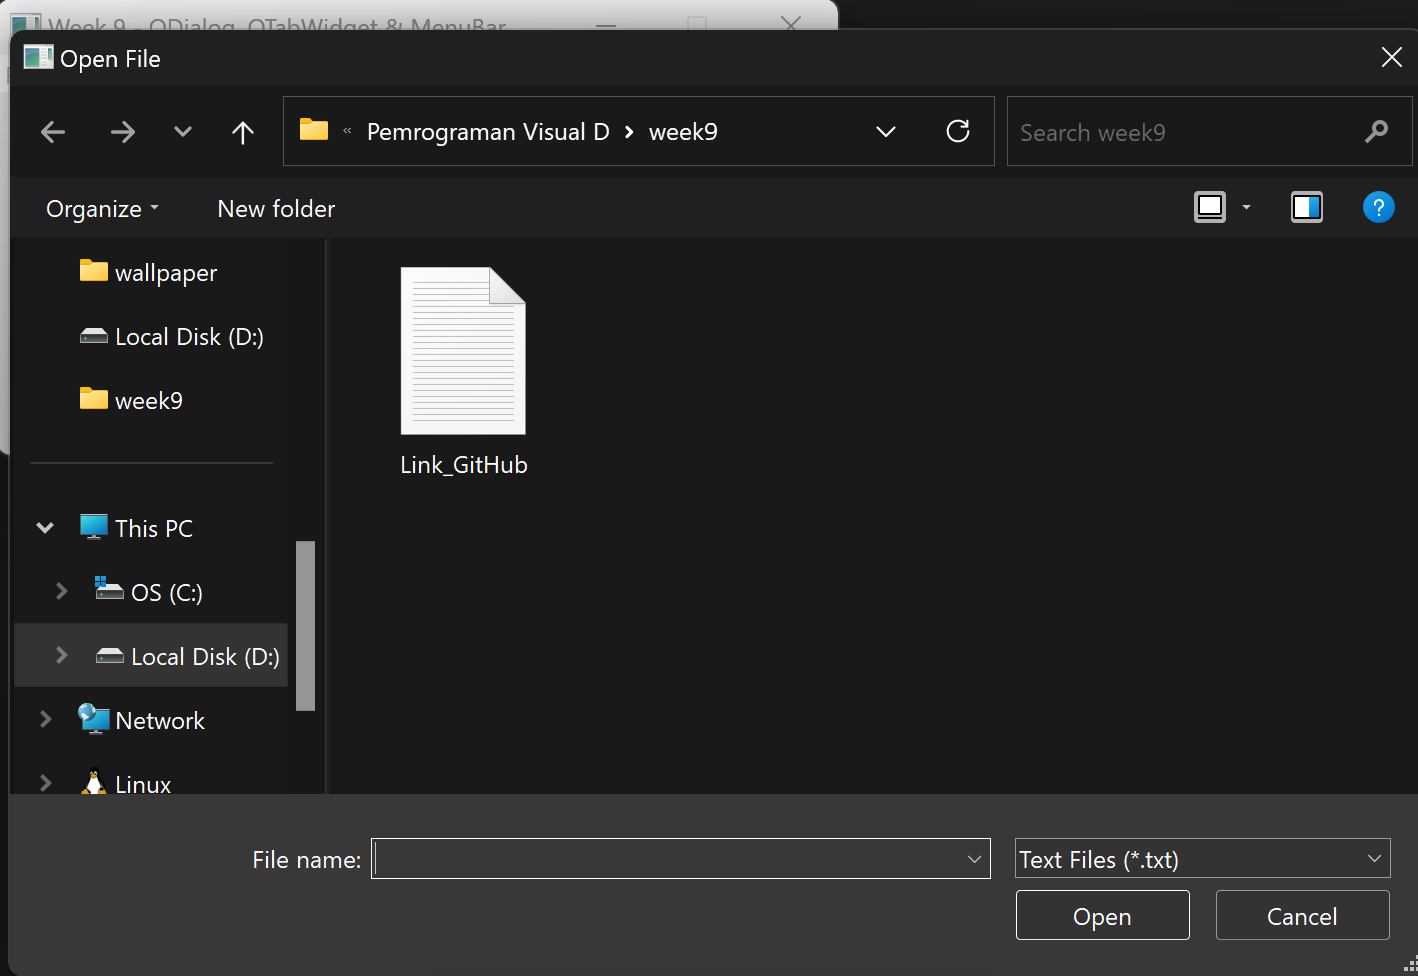 Week 9 - QDialog, QTabWidget & MenuBar
Open File
« Pemrograman Visual D › week9
Search week9
Organize
New folder
?
wallpaper
Local Disk (D:)
week9
Link_GitHub
This PC
OS (C:)
Local Disk (D:)
Network
Linux
File name:
Text Files (*.txt)
Open
Cancel